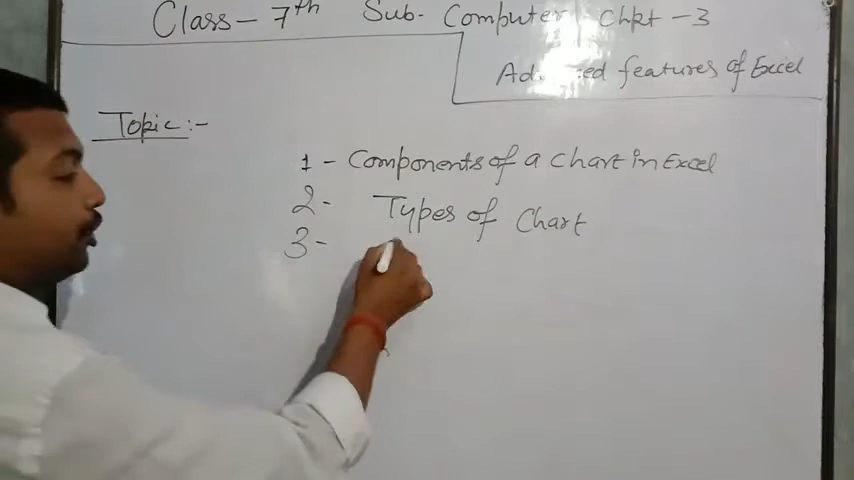 Class - 7th Sub- Computer Chpt - 3
features of Excel
Topic :-
1 - Components of a Chart in Excel
2 - Types of Chart
3 -